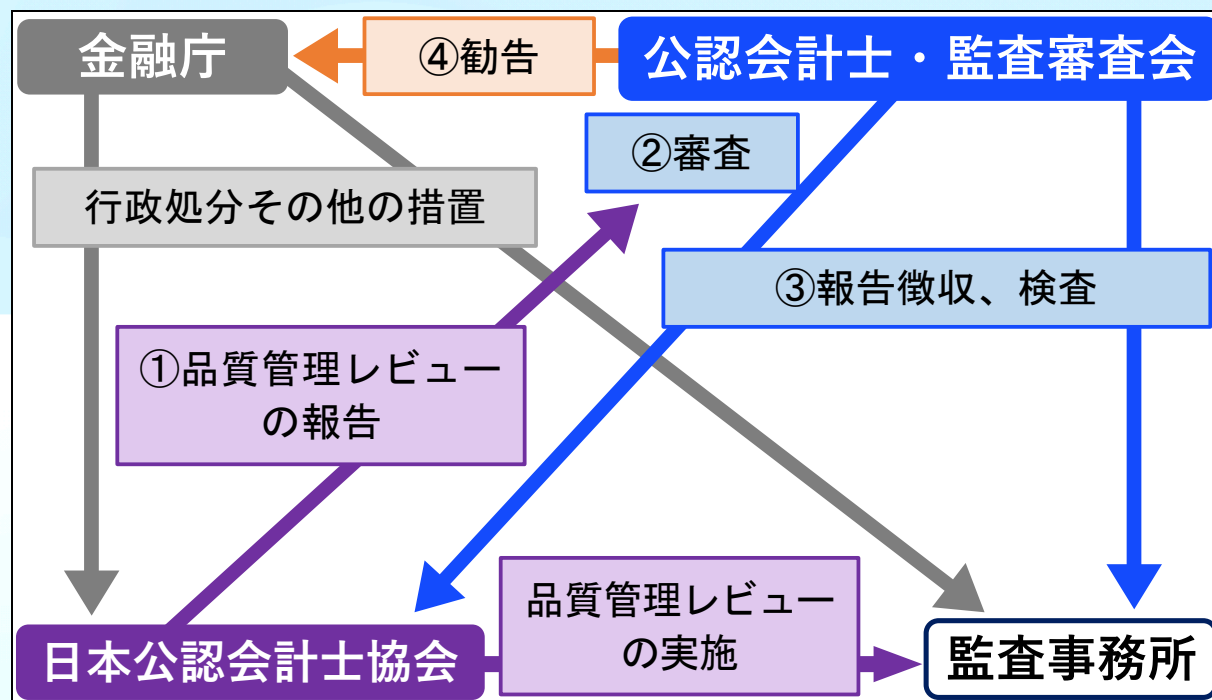 金融庁
④勧告
公認会計士・監査審査会
②審査
行政処分その他の措置
③報告徴収、検査
①品質管理レビュー
の報告
品質管理レビュー
の実施
日本公認会計士協会
監査事務所